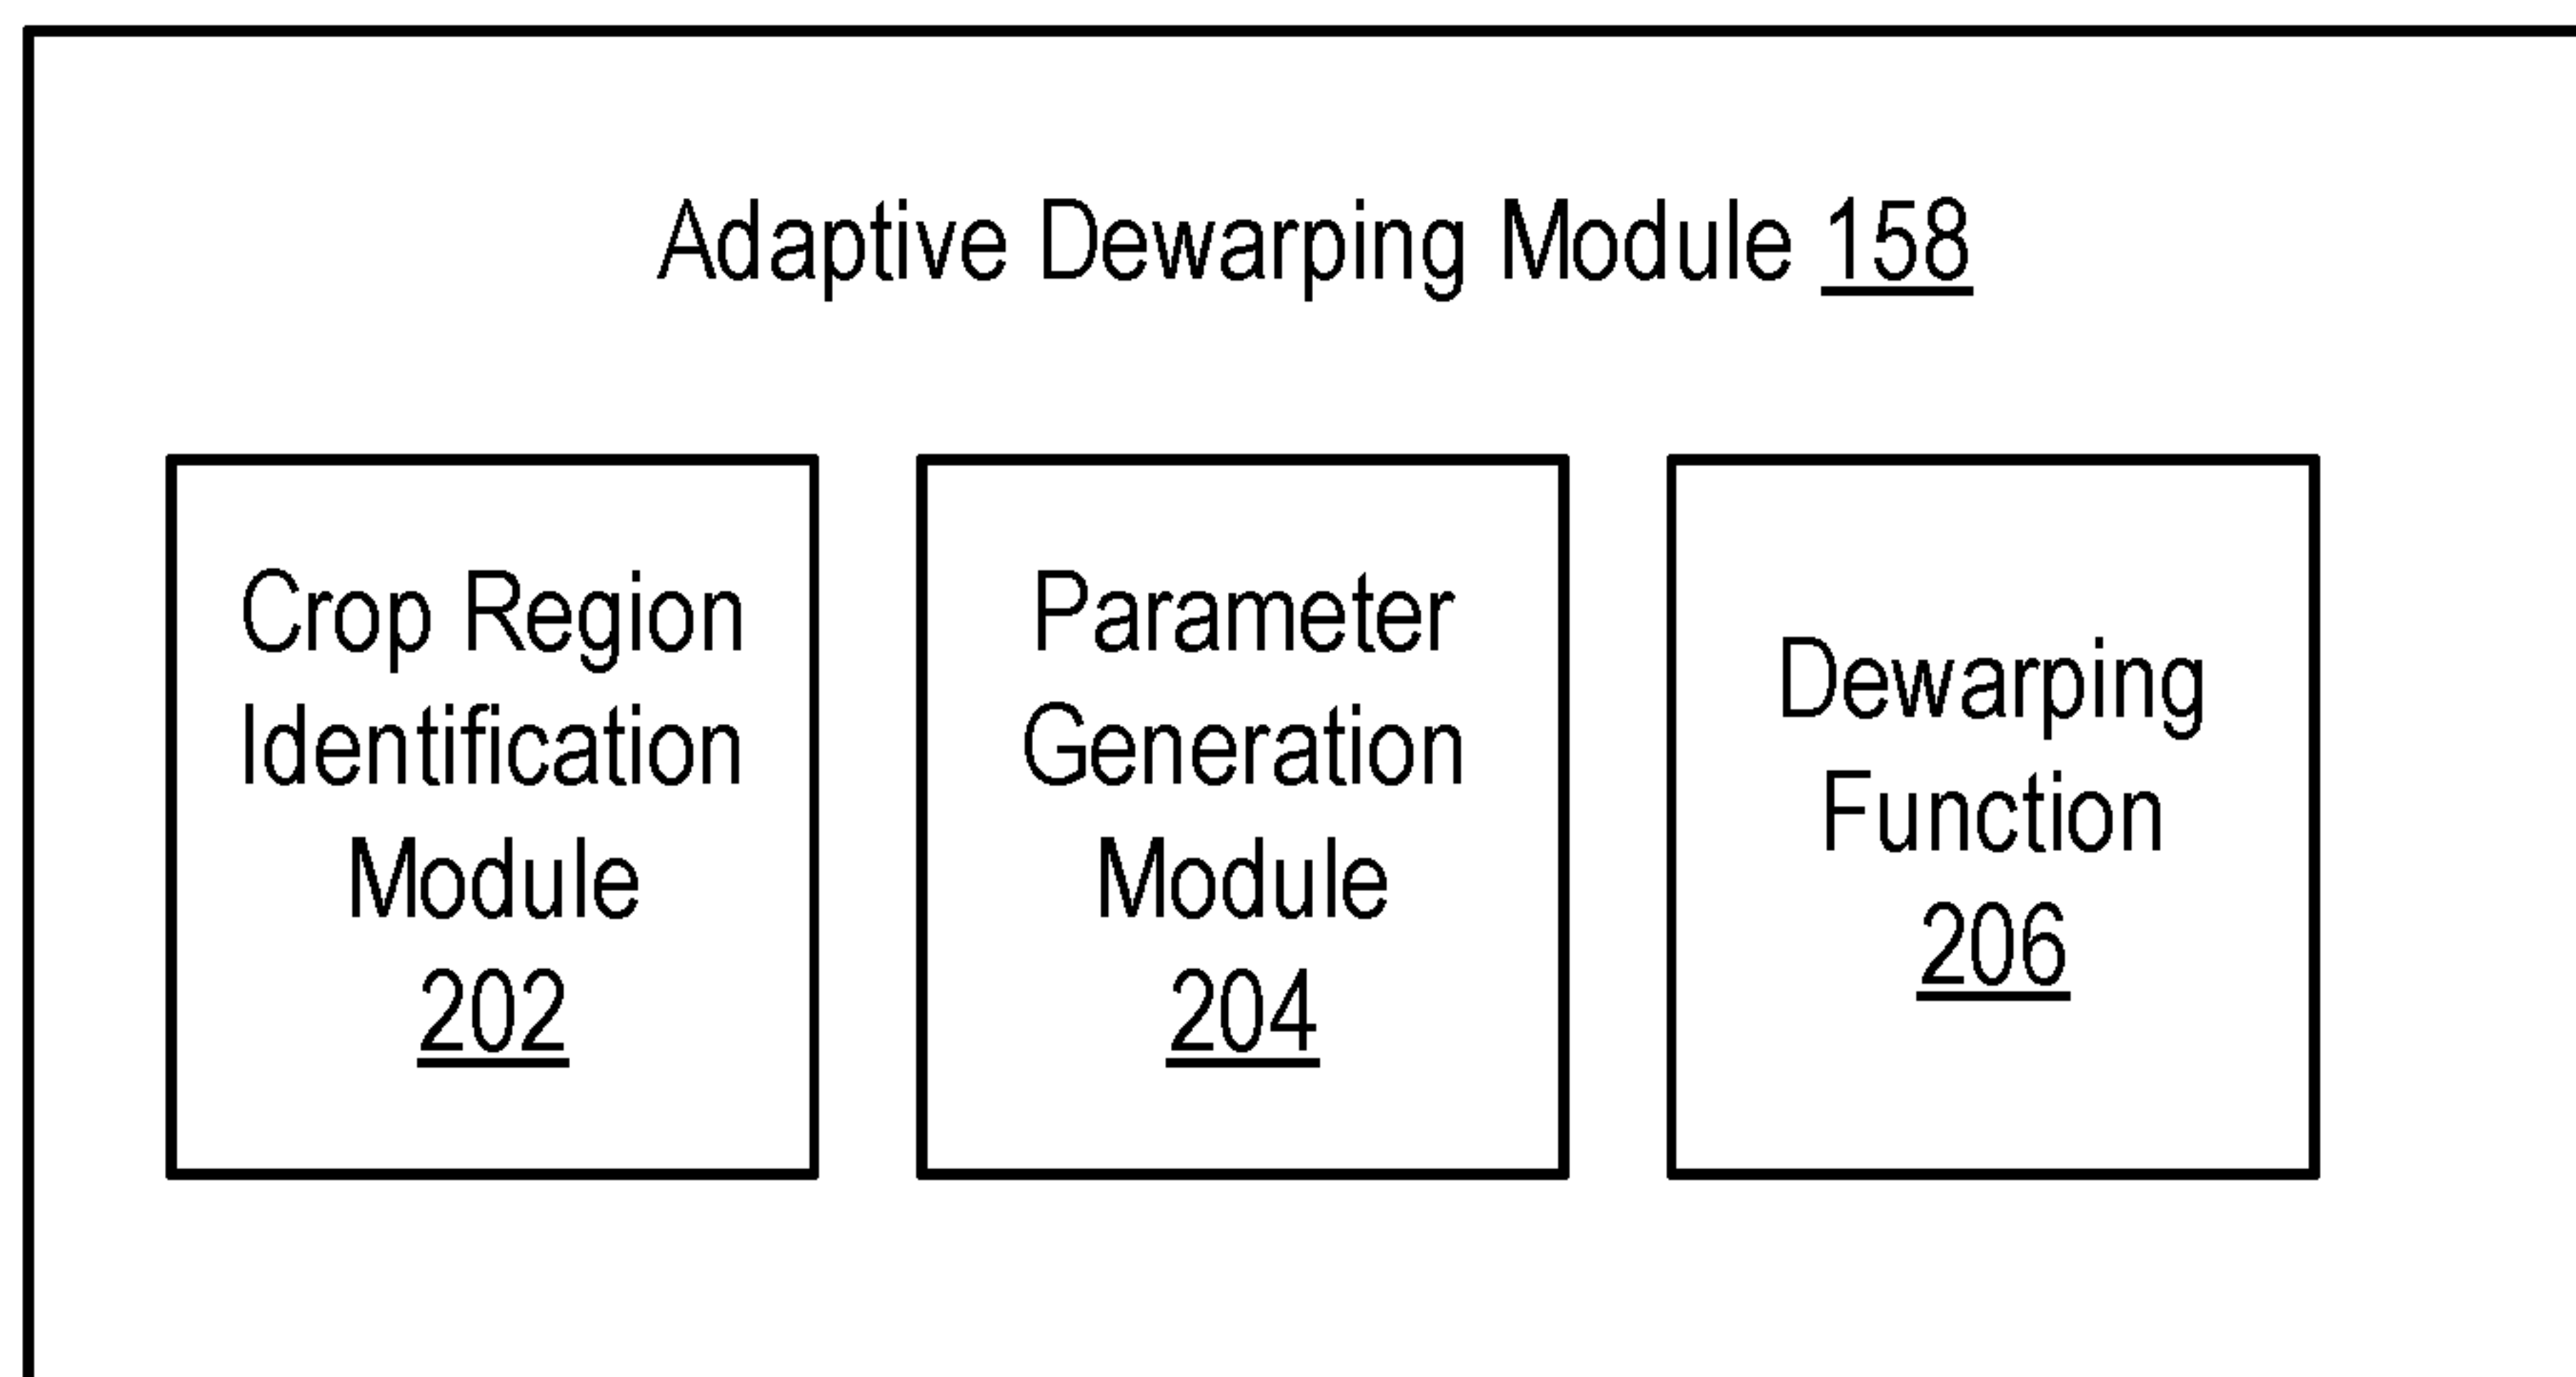 Adaptive Dewarping Module 158
Crop Region
Identification
Module
202
Parameter
Generation
Module
204
Dewarping
Function
206